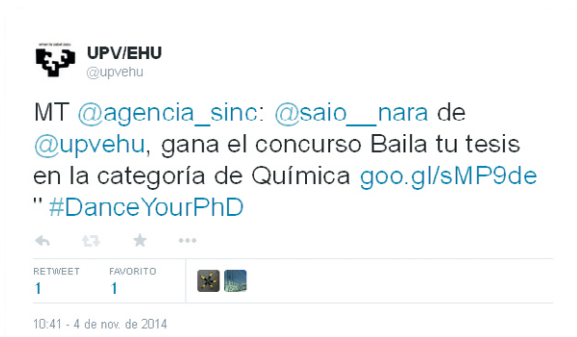 UPV/EHU
@upvehu
MT @agencia_sinc: @saio__nara de
@upvehu, gana el concurso Baila tu tesis
en la categoría de Química goo.gl/sMP9de
" #DanceYourPhD
RETWEET FAVORITO
1 1
10:41 - 4 de nov. de 2014